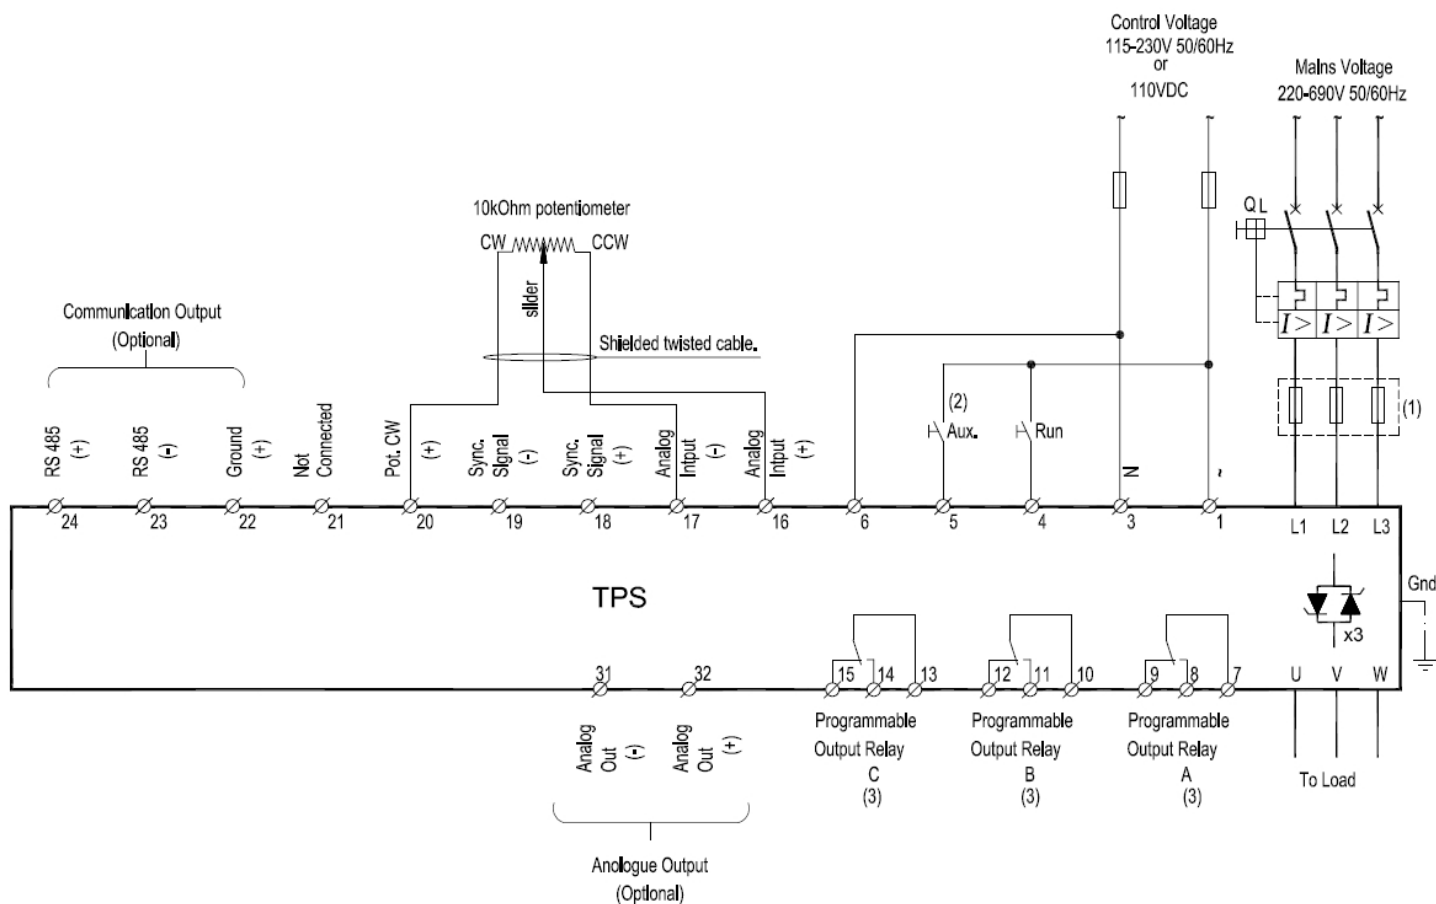 Control Voltage
115-230V 50/60Hz
or
110VDC
Mains Voltage
220-690V 50/60Hz
QL
I>
I>
I>
(1)
10kOhm potentiometer
CW
CCW
slider
Shielded twisted cable.
Communication Output
(Optional)
(2)
Aux.
Run
RS 485
(+)
RS 485
(-)
Ground
(+)
Not
Connected
Pot. CW
(+)
Sync.
Signal
(-)
Sync.
Signal
(+)
Analog
Intput
(-)
Analog
Intput
(+)
N
~
24
23
22
21
20
19
18
17
16
6
5
4
3
1
L1
L2
L3
TPS
Gnd
x3
31
32
15
14
13
12
11
10
9
8
7
U
V
W
Analog
Out
(-)
Analog
Out
(+)
Programmable
Output Relay
C
(3)
Programmable
Output Relay
B
(3)
Programmable
Output Relay
A
(3)
To Load
Anologue Output
(Optional)